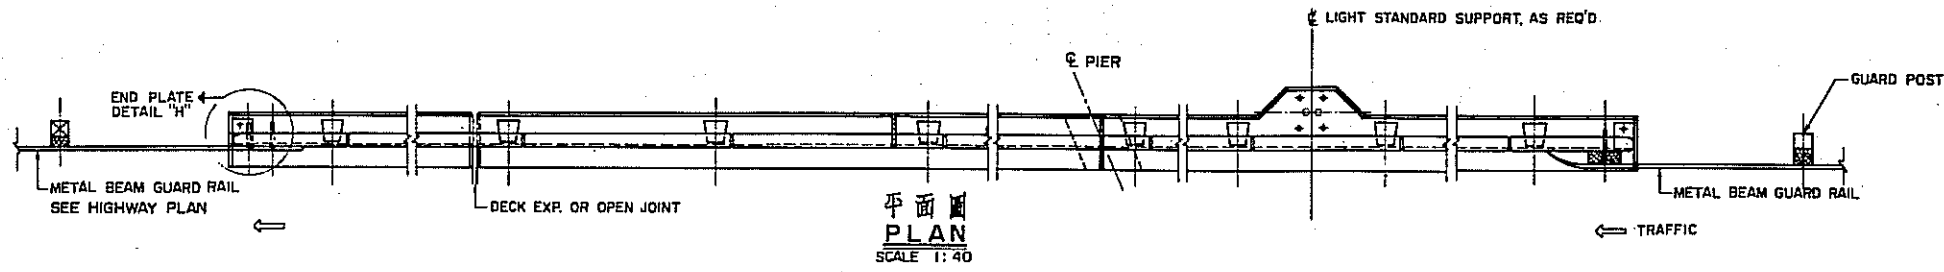 ℄ LIGHT STANDARD SUPPORT, AS REQ'D.
℄ PIER
GUARD POST
END PLATE
DETAIL "H"
METAL BEAM GUARD RAIL
SEE HIGHWAY PLAN
DECK EXP. OR OPEN JOINT
METAL BEAM GUARD RAIL
平面圖
PLAN
SCALE 1:40
TRAFFIC